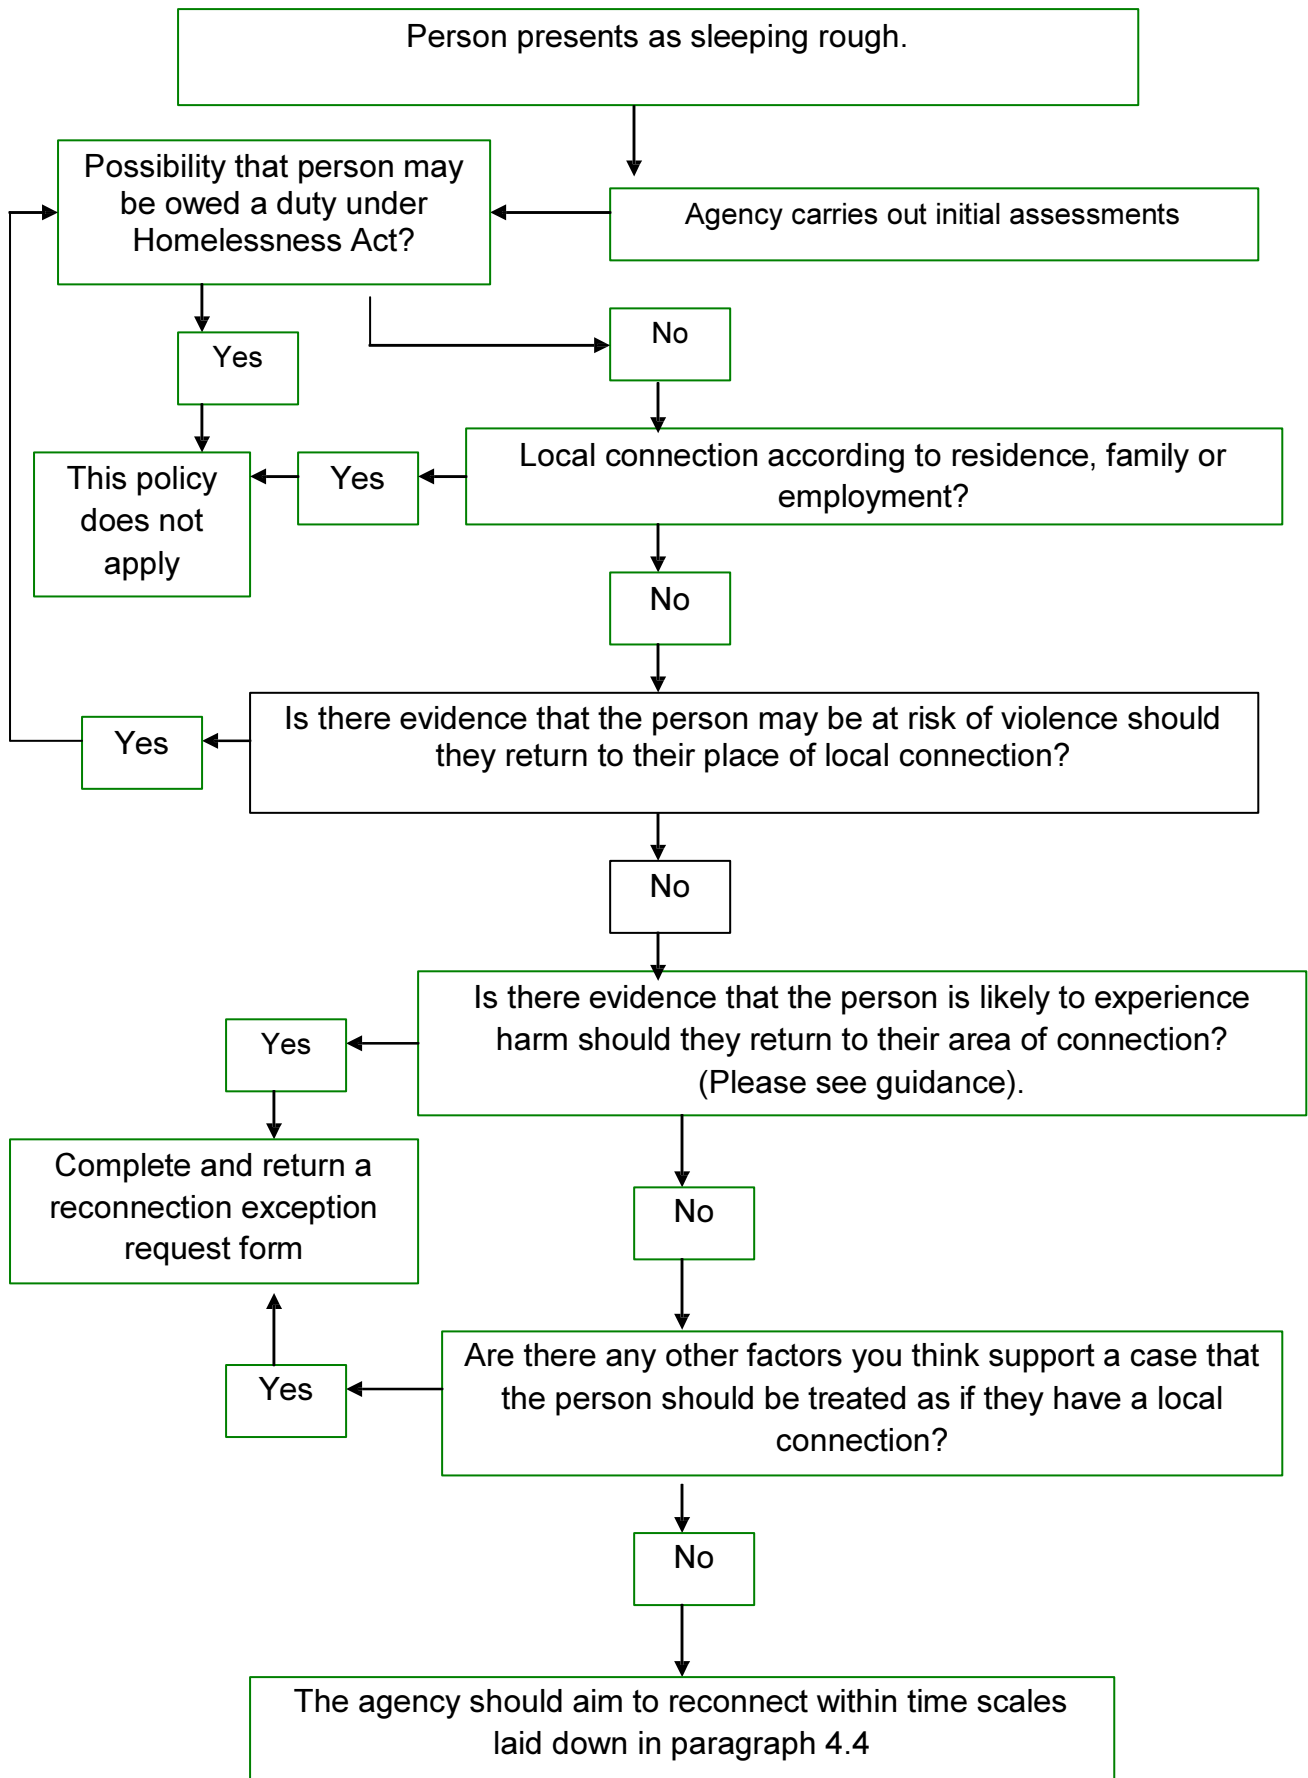 Person presents as sleeping rough.
Possibility that person may
be owed a duty under
Homelessness Act?
Agency carries out initial assessments
No
Yes
Local connection according to residence, family or
employment?
Yes
This policy
does not
apply
No
Is there evidence that the person may be at risk of violence should
they return to their place of local connection?
Yes
No
Is there evidence that the person is likely to experience
harm should they return to their area of connection?
(Please see guidance).
Yes
Complete and return a
reconnection exception
request form
No
Are there any other factors you think support a case that
the person should be treated as if they have a local
connection?
Yes
No
The agency should aim to reconnect within time scales
laid down in paragraph 4.4